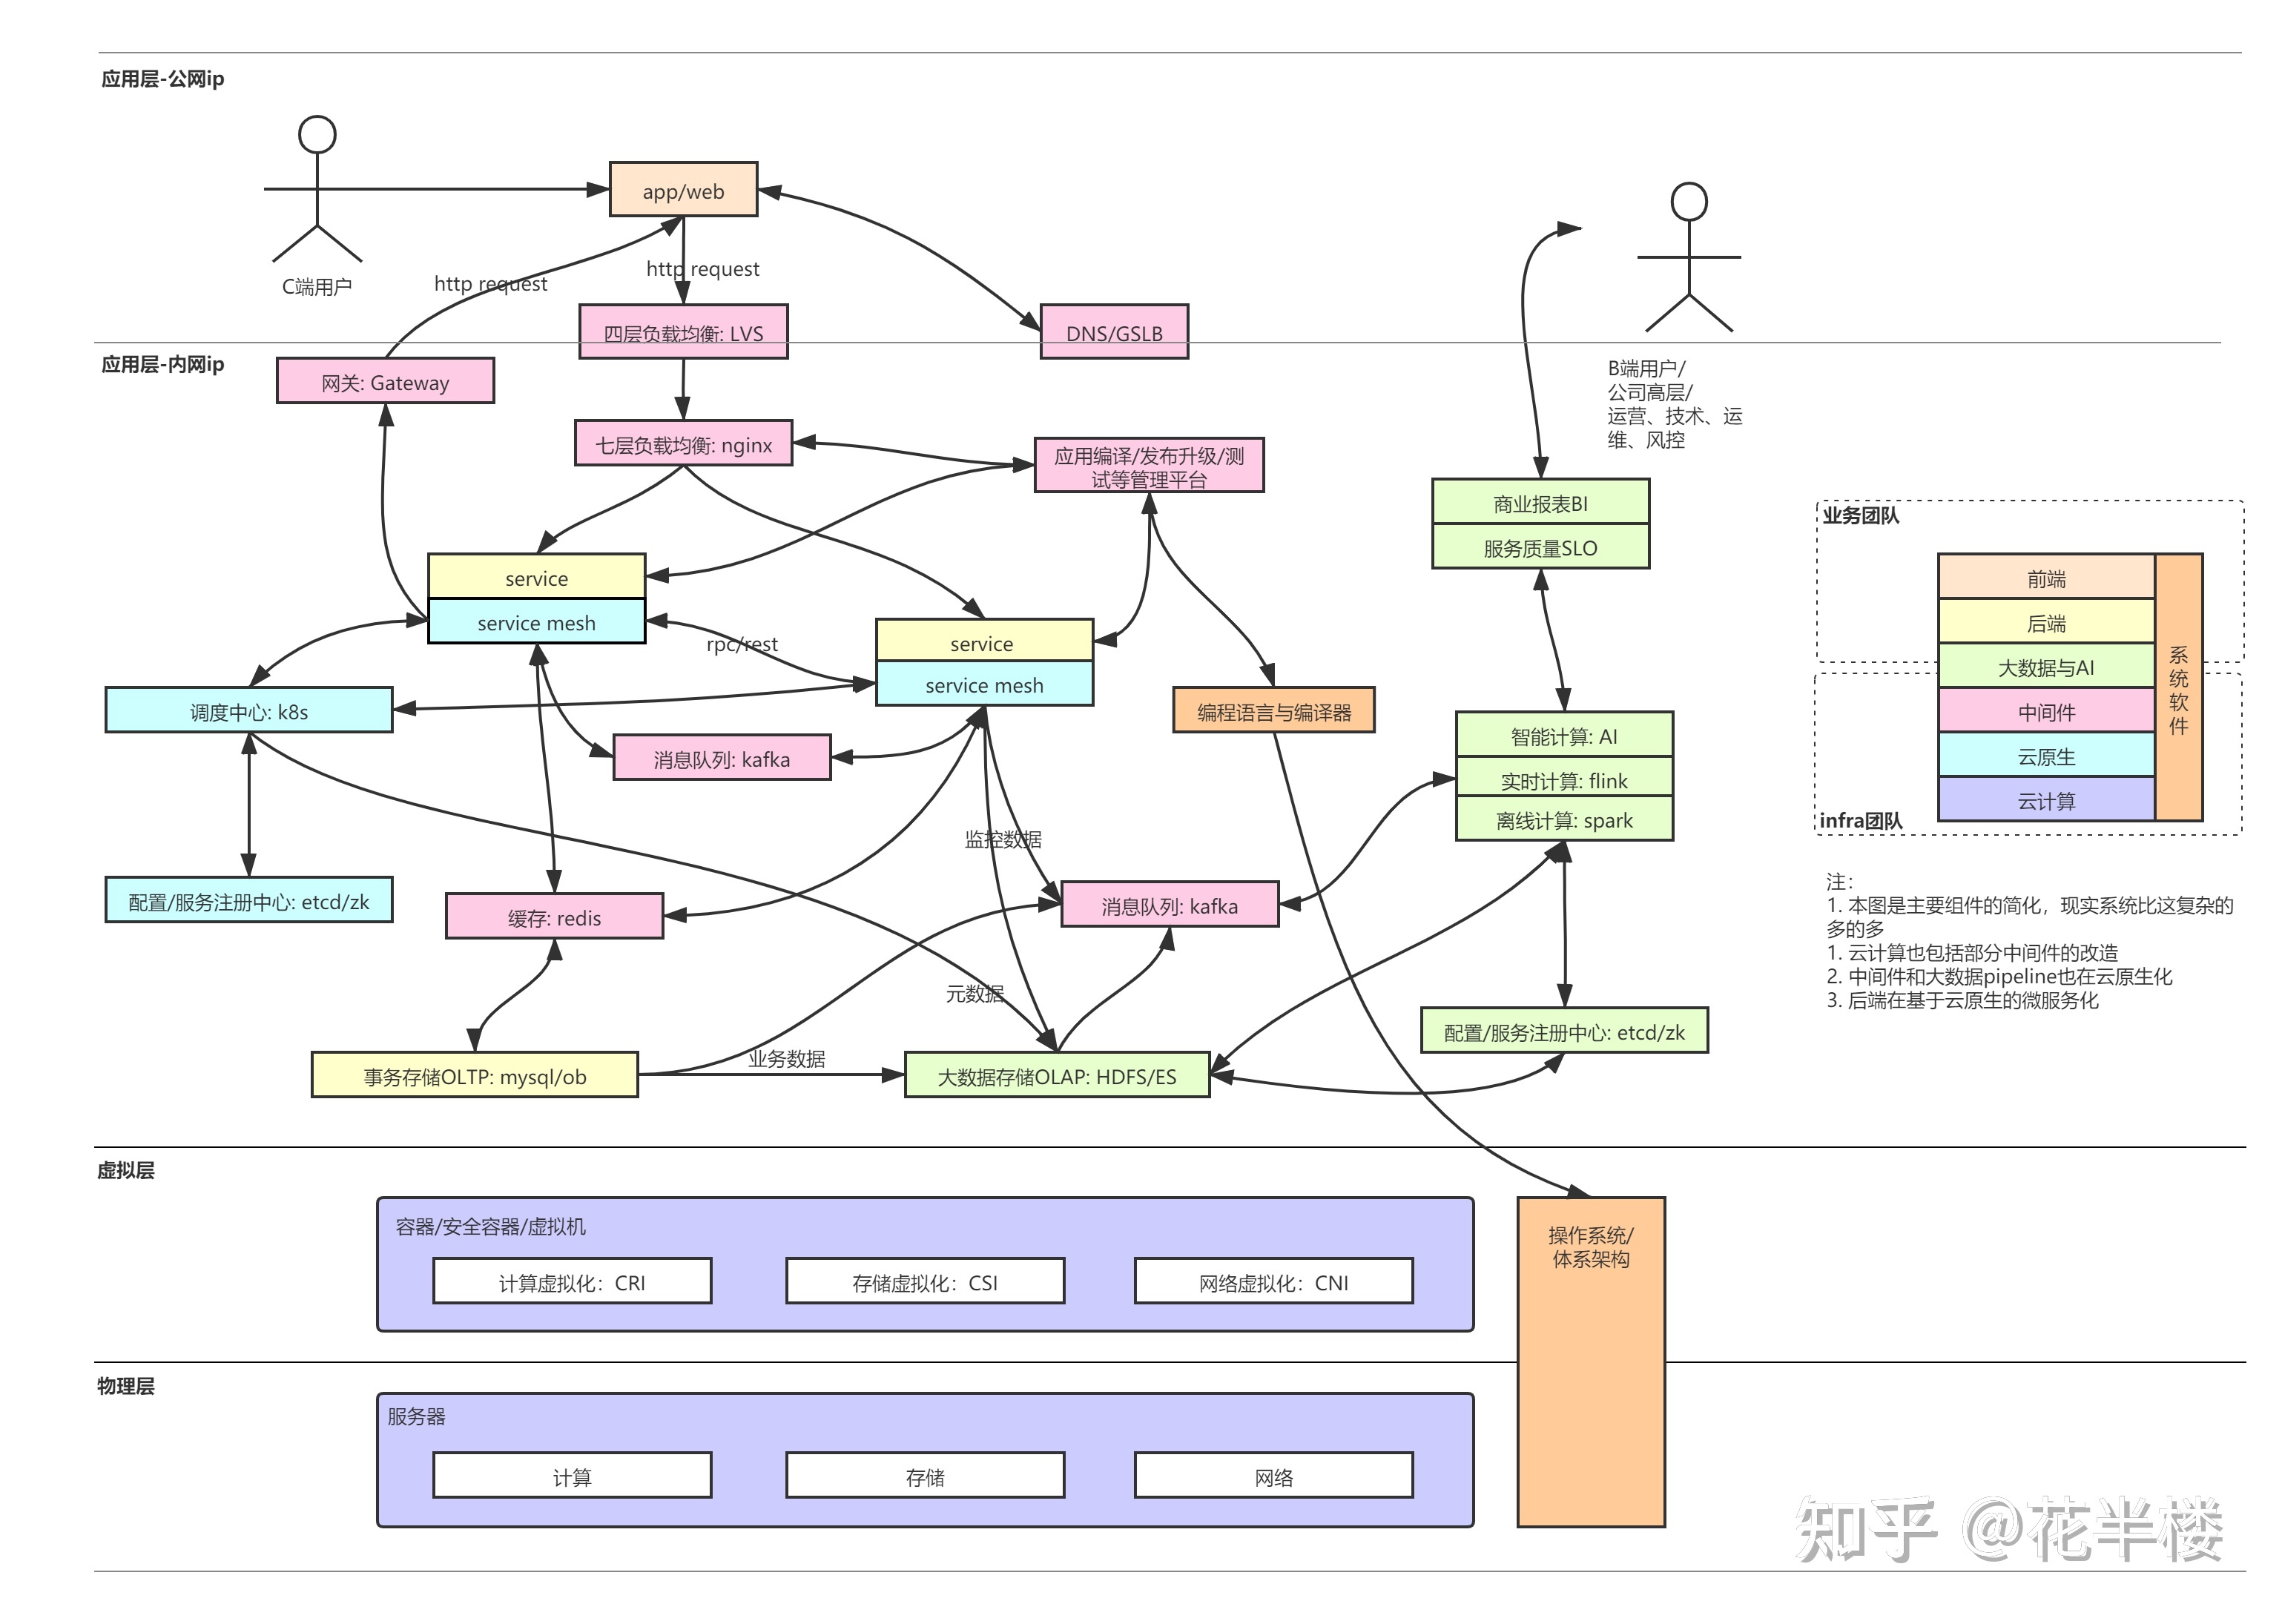 应用层-公网ip
app/web
C端用户
http request
http request
四层负载均衡: LVS
DNS/GSLB
应用层-内网ip
网关: Gateway
B端用户/
公司高层/
运营、技术、运
维、风控
七层负载均衡: nginx
应用编译/发布升级/测
试等管理平台
商业报表BI
服务质量SLO
service
service mesh
rpc/rest
service
service mesh
调度中心: k8s
编程语言与编译器
消息队列: kafka
智能计算: AI
实时计算: flink
离线计算: spark
监控数据
配置/服务注册中心: etcd/zk
缓存: redis
消息队列: kafka
元数据
配置/服务注册中心: etcd/zk
业务数据
事务存储OLTP: mysql/ob
大数据存储OLAP: HDFS/ES
业务团队
前端
后端
大数据与AI
中间件
云原生
云计算
系
统
软
件
infra团队
注：
1. 本图是主要组件的简化，现实系统比这复杂的
多的多
1. 云计算也包括部分中间件的改造
2. 中间件和大数据pipeline也在云原生化
3. 后端在基于云原生的微服务化
虚拟层
容器/安全容器/虚拟机
计算虚拟化：CRI
存储虚拟化：CSI
网络虚拟化：CNI
操作系统/
体系架构
物理层
服务器
计算
存储
网络
知乎 @花半楼